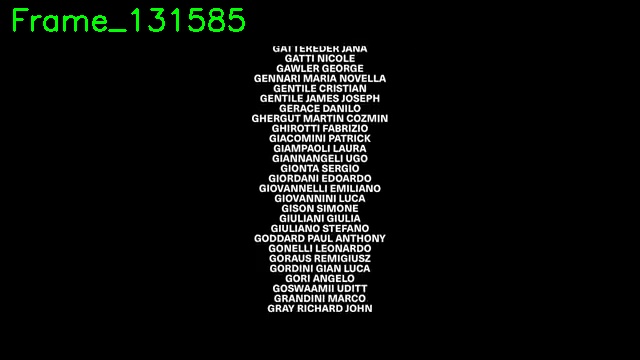 Frame_131585
GATTEREDER JANA
GATTI NICOLE
GAWLER GEORGE
GENNARI MARIA NOVELLA
GENTILE CRISTIAN
GENTILE JAMES JOSEPH
GERACE DANILO
GHERGUT MARTIN COZMIN
GHIROTTI FABRIZIO
GIACOMINI PATRICK
GIAMPAOLI LAURA
GIANNANGELI UGO
GIONTA SERGIO
GIORDANI EDOARDO
GIOVANNELLI EMILIANO
GIOVANNINI LUCA
GISON SIMONE
GIULIANI GIULIA
GIULIANO STEFANO
GODDARD PAUL ANTHONY
GONELLI LEONARDO
GORAUS REMIGIUSZ
GORDINI GIAN LUCA
GORI ANGELO
GOSWAAMII UDITT
GRANDINI MARCO
GRAY RICHARD JOHN